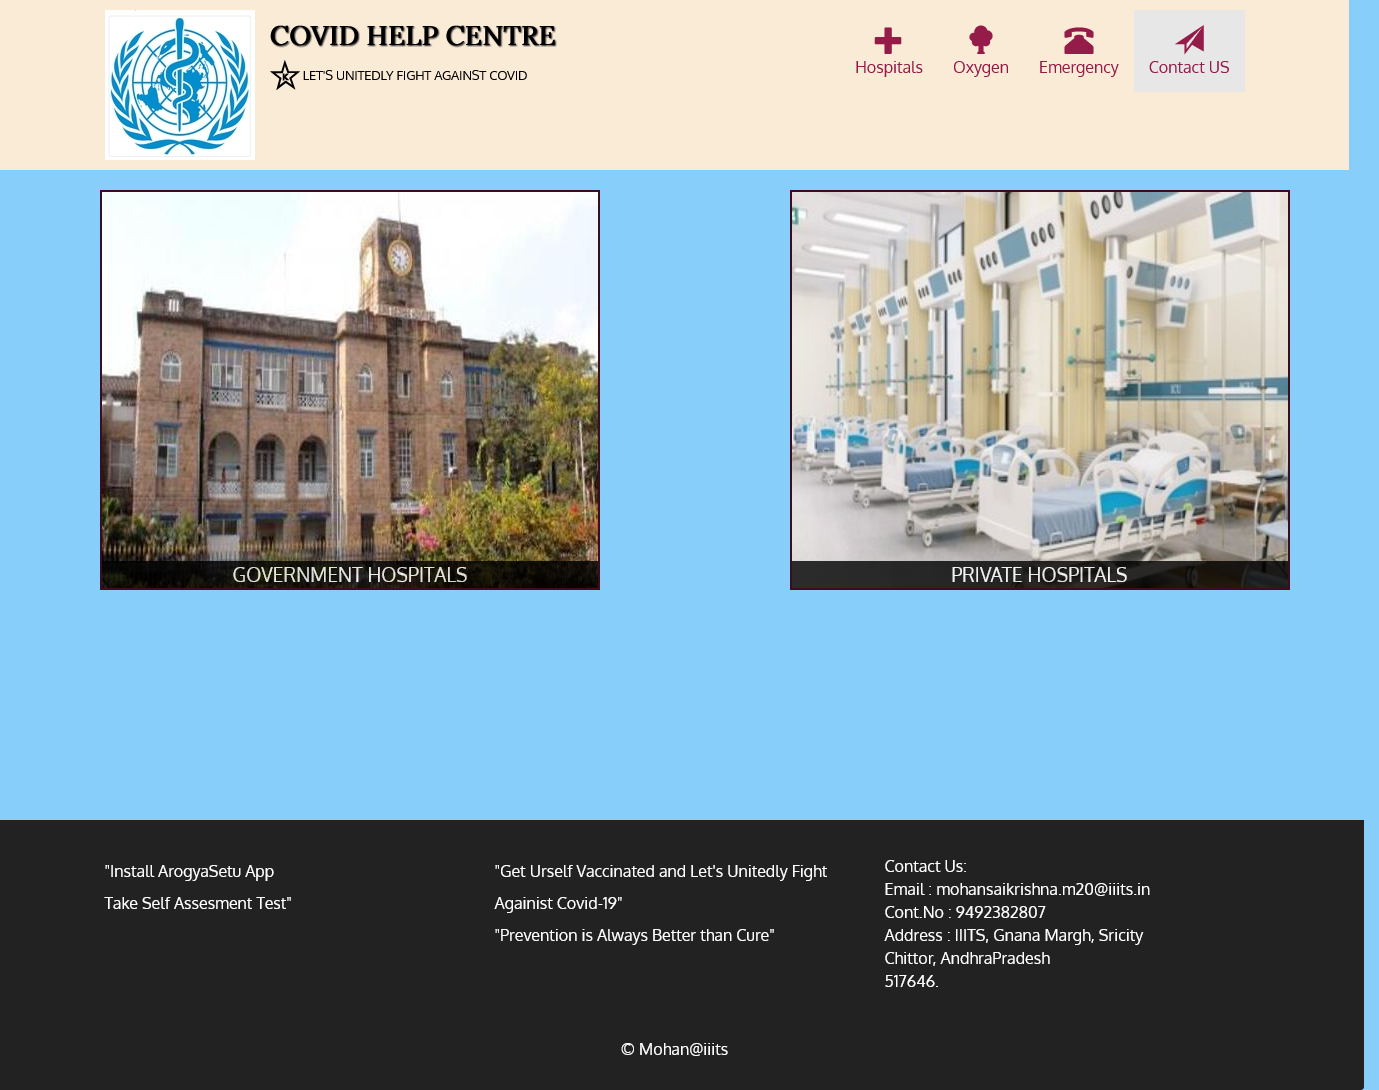 COVID HELP CENTRE
LET'S UNITEDLY FIGHT AGAINST COVID
Hospitals
Oxygen
Emergency
Contact US
GOVERNMENT HOSPITALS
PRIVATE HOSPITALS
"Install ArogyaSetu App
Take Self Assesment Test"
"Get Urself Vaccinated and Let's Unitedly Fight
Againist Covid-19"
"Prevention is Always Better than Cure"
Contact Us:
Email : mohansaikrishna.m20@iiits.in
Cont.No : 9492382807
Address : IIITS, Gnana Margh, Sricity
Chittor, AndhraPradesh
517646.
© Mohan@iiits